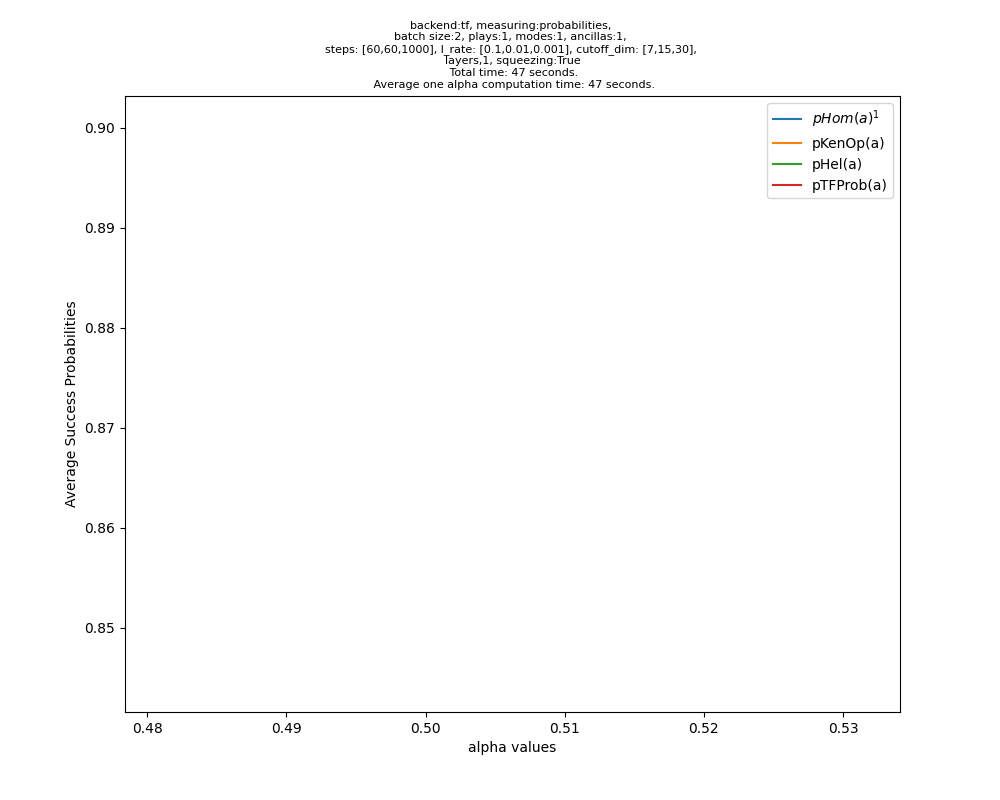 backend:tf, measuring:probabilities,
batch size:2, plays:1, modes:1, ancillas:1,
steps: [60,60,1000], l_rate: [0.1,0.01,0.001], cutoff_dim: [7,15,30],
layers,1, squeezing:True
Total time: 47 seconds.
Average one alpha computation time: 47 seconds.
pHom(a)¹
pKenOp(a)
pHel(a)
pTFProb(a)
0.90
0.89
0.88
0.87
0.86
0.85
Average Success Probabilities
0.48 0.49 0.50 0.51 0.52 0.53
alpha values